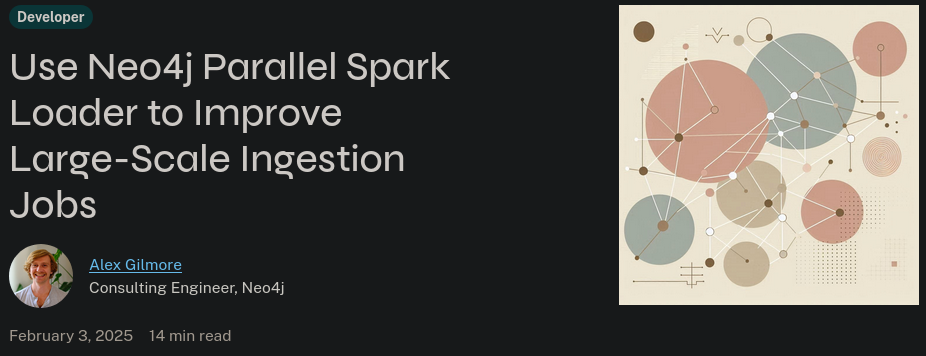 Developer
Use Neo4j Parallel Spark
Loader to Improve
Large-Scale Ingestion
Jobs
Alex Gilmore
Consulting Engineer, Neo4j
February 3, 2025 14 min read